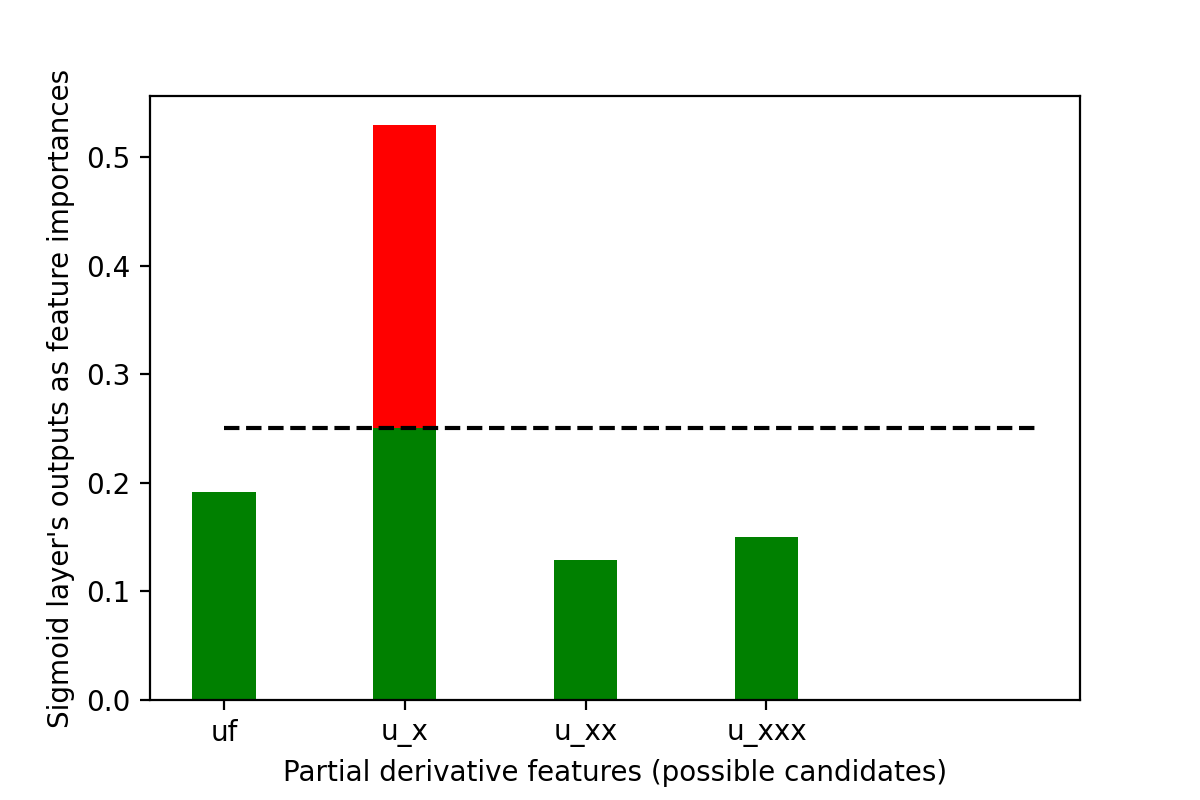 Sigmoid layer's outputs as feature importances
0.5
0.4
0.3
0.2
0.1
0.0
uf u_x u_xx u_xxx
Partial derivative features (possible candidates)